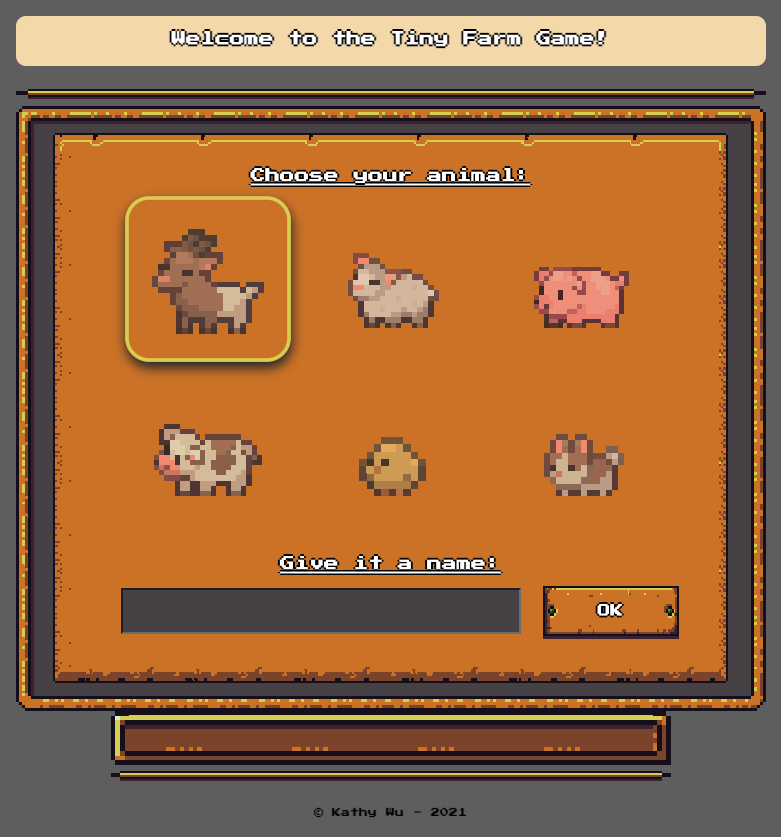 Welcome to the Tiny Farm Game!
Choose your animal:
Give it a name:
OK
© Kathy Wu - 2021